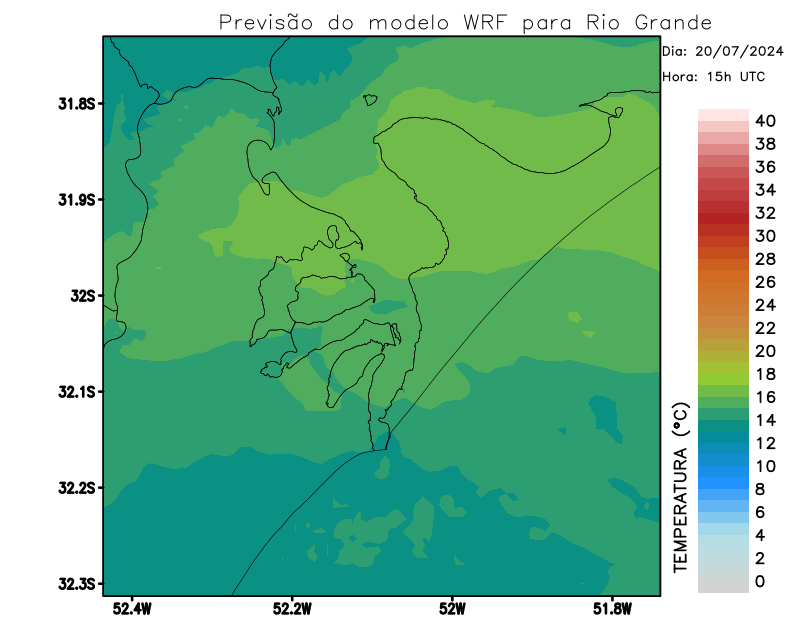 Previsão do modelo WRF para Rio Grande
Dia: 20/07/2024
Hora: 15h UTC
31.8S
31.9S
32S
32.1S
32.2S
32.3S
52.4W
52.2W
52W
51.8W
TEMPERATURA (°C)
40
38
36
34
32
30
28
26
24
22
20
18
16
14
12
10
8
6
4
2
0